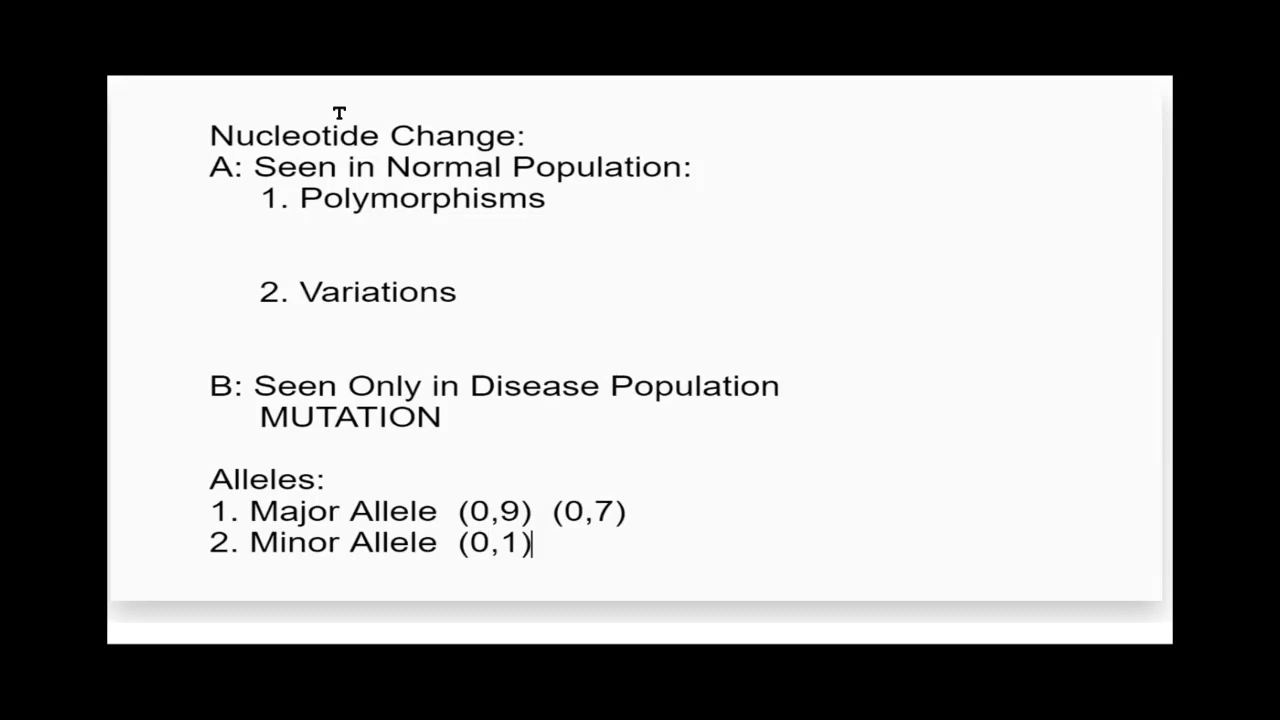 Nucleotide Change:
A: Seen in Normal Population:
1. Polymorphisms
2. Variations
B: Seen Only in Disease Population
MUTATION
Alleles:
1. Major Allele (0,9) (0,7)
2. Minor Allele (0,1)